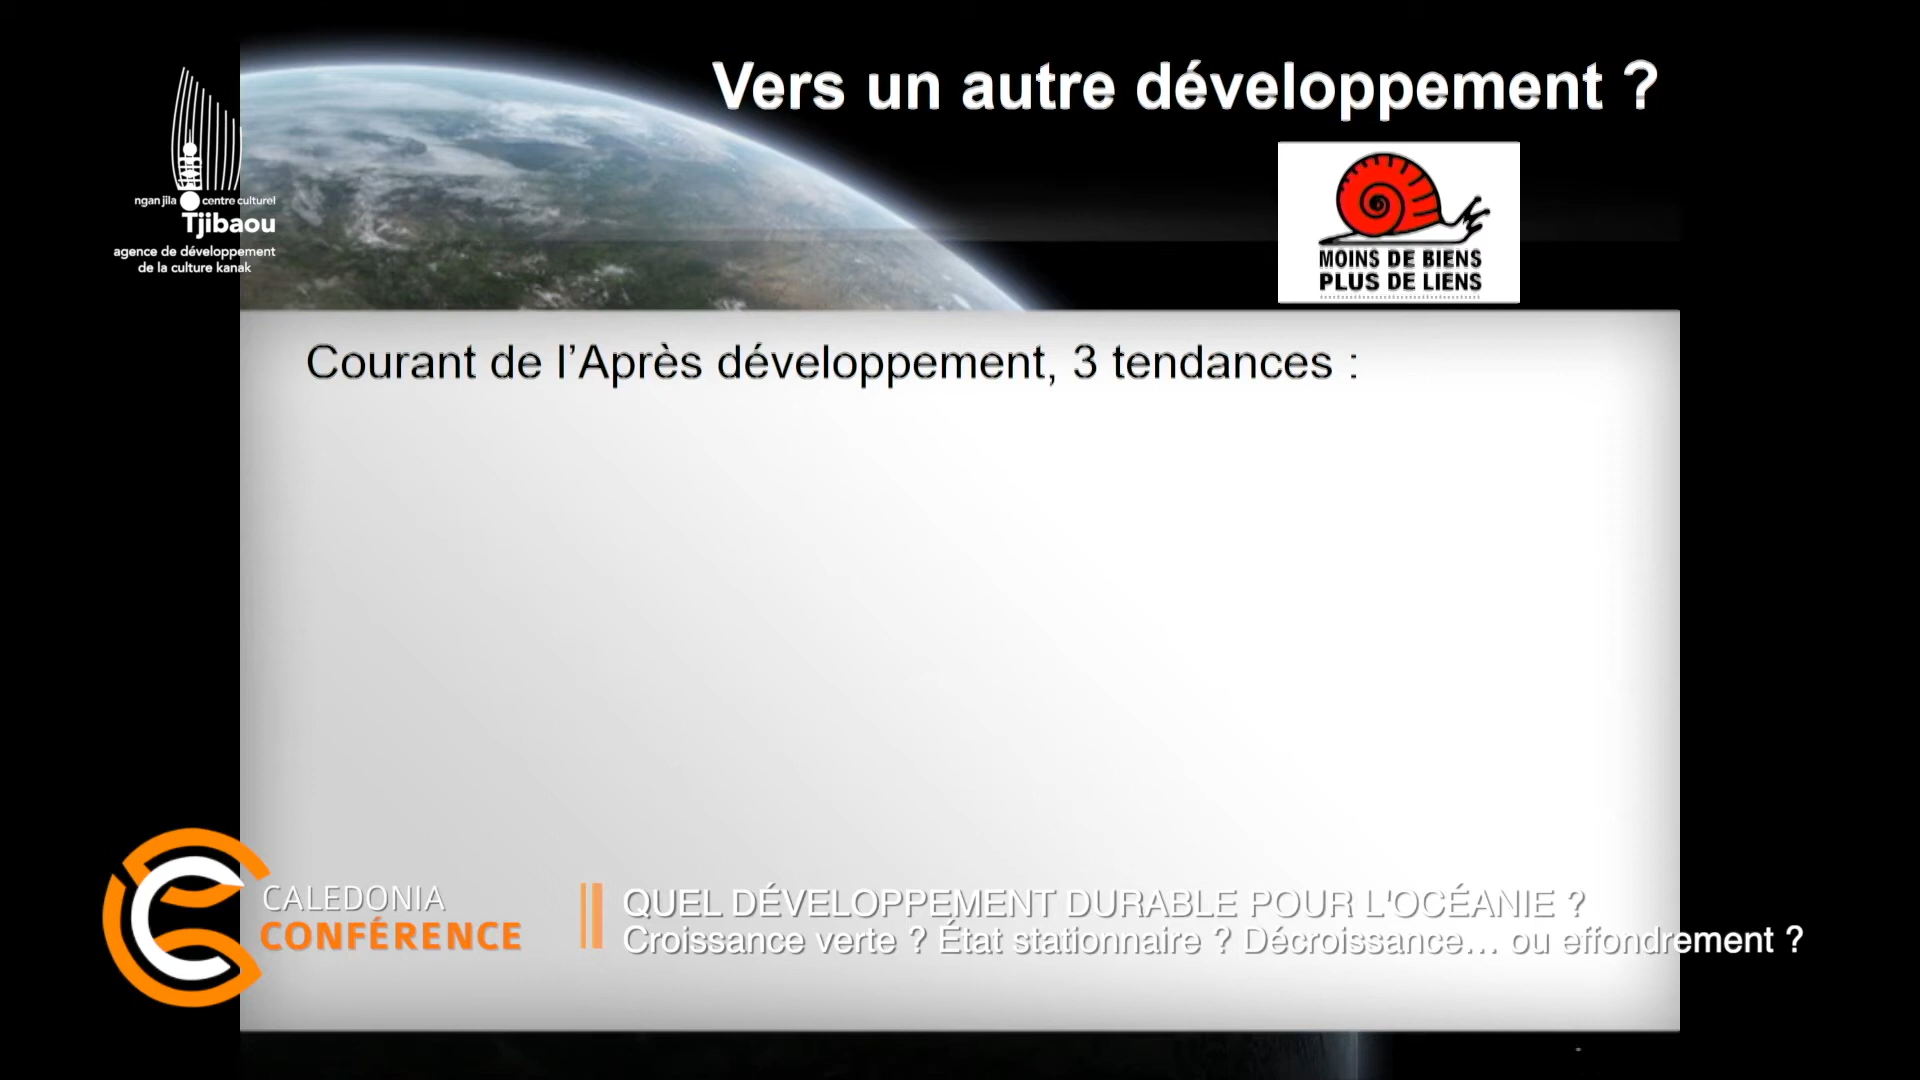 Vers un autre développement ?
ngan jila centre culturel
Tjibaou
agence de développement
de la culture kanak
MOINS DE BIENS
PLUS DE LIENS
Courant de l’Après développement, 3 tendances :
CALEDONIA
CONFÉRENCE
QUEL DÉVELOPPEMENT DURABLE POUR L'OCÉANIE ?
Croissance verte ? État stationnaire ? Décroissance... ou effondrement ?